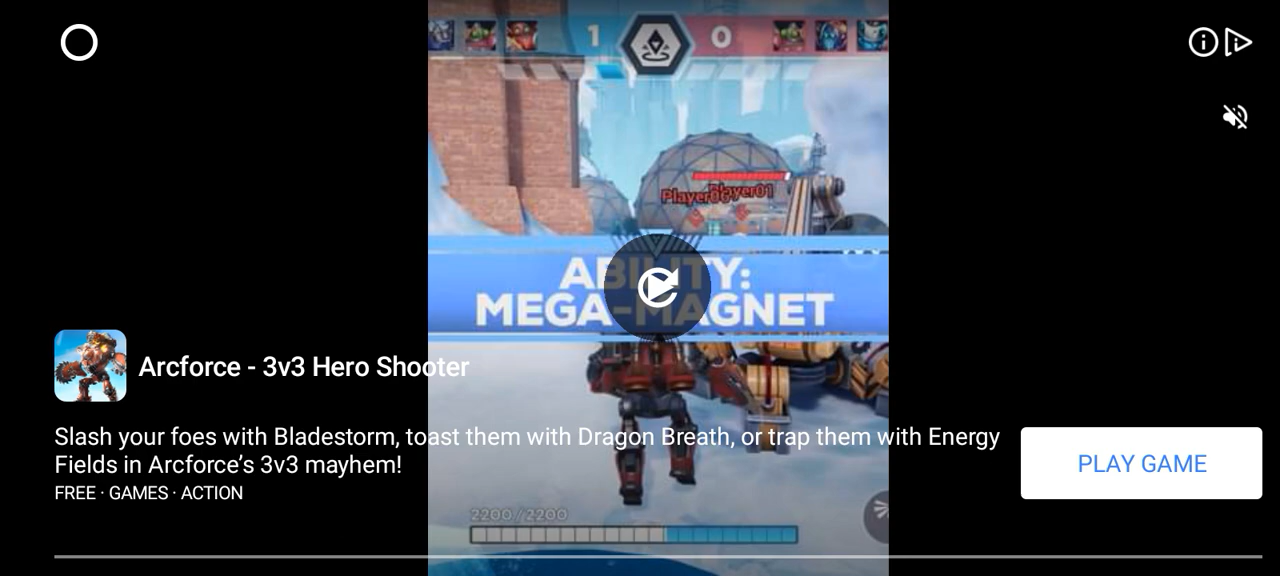 1
0
Player01
ABILITY:
MEGA-MAGNET
Arcforce - 3v3 Hero Shooter
Slash your foes with Bladestorm, toast them with Dragon Breath, or trap them with Energy
Fields in Arcforce’s 3v3 mayhem!
FREE · GAMES · ACTION
PLAY GAME
2200 / 2200